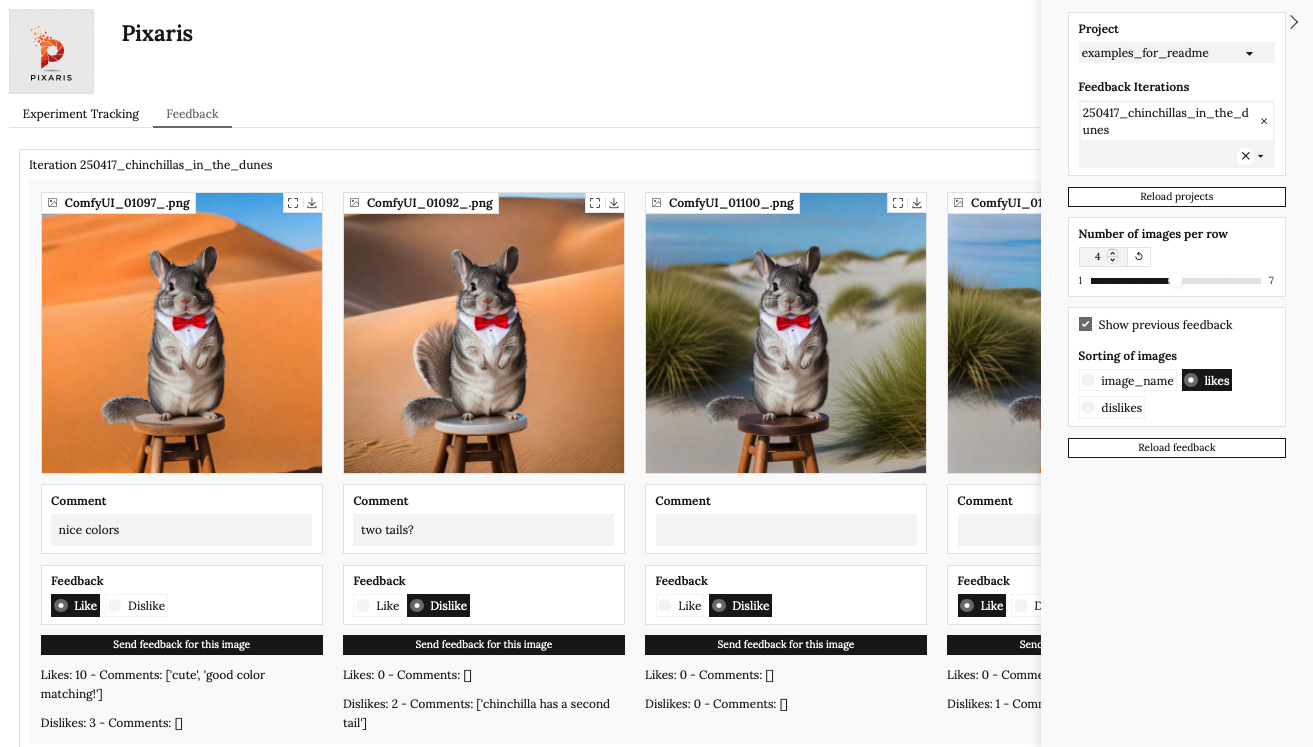 PIXARIS
Pixaris
Experiment Tracking
Feedback
Iteration 250417_chinchillas_in_the_dunes
ComfyUI_01097_.png
ComfyUI_01092_.png
ComfyUI_01100_.png
ComfyUI_01
Comment
Comment
Comment
Comment
nice colors
two tails?
Feedback
Feedback
Feedback
Feedback
Like Dislike
Like Dislike
Like Dislike
Like D
Send feedback for this image
Send feedback for this image
Send feedback for this image
Send
Likes: 10 - Comments: ['cute', 'good color
matching!']
Dislikes: 3 - Comments: []
Likes: 0 - Comments: []
Dislikes: 2 - Comments: ['chinchilla has a second
tail']
Likes: 0 - Comments: []
Dislikes: 0 - Comments: []
Likes: 0 - Comme
Dislikes: 1 - Comm
Project
examples_for_readme
Feedback Iterations
250417_chinchillas_in_the_d
unes
Reload projects
Number of images per row
4
1 7
Show previous feedback
Sorting of images
image_name likes
dislikes
Reload feedback